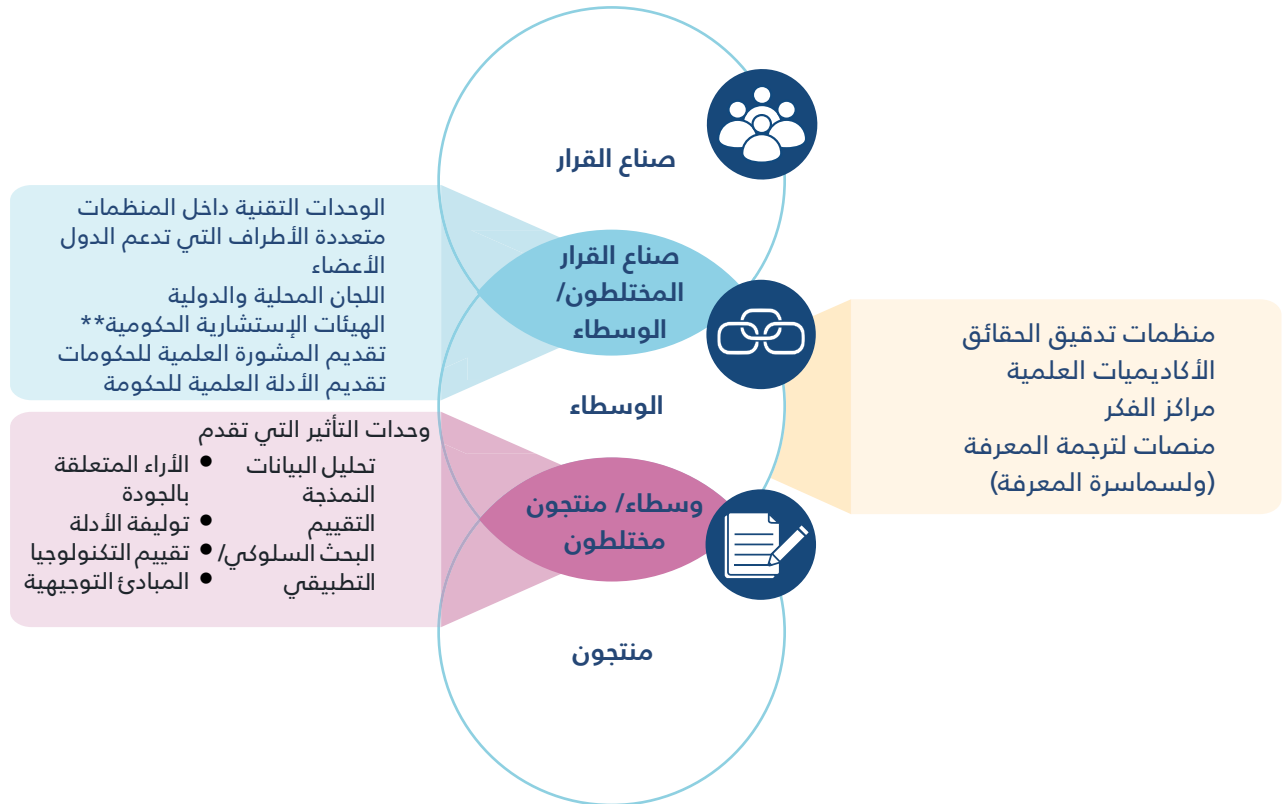 صناع القرار
الوحدات التقنية داخل المنظمات
متعددة الأطراف التي تدعم الدول
الأعضاء
اللجان المحلية والدولية
الهيئات الإستشارية الحكومية**
تقديم المشورة العلمية للحكومات
تقديم الأدلة العلمية للحكومة
صناع القرار
المختلطون/
الوسطاء
منظمات تدقيق الحقائق
الأكاديميات العلمية
مراكز الفكر
منصات لترجمة المعرفة
(ولسماسرة المعرفة)
الوسطاء
وحدات التأثير التي تقدم
تحليل البيانات
النمذجة
التقييم
البحث السلوكي/
التطبيقي
● الأراء المتعلقة
بالجودة
● توليفة الأدلة
● تقييم التكنولوجيا
● المبادئ التوجيهية
وسطاء/ منتجون
مختلطون
منتجون